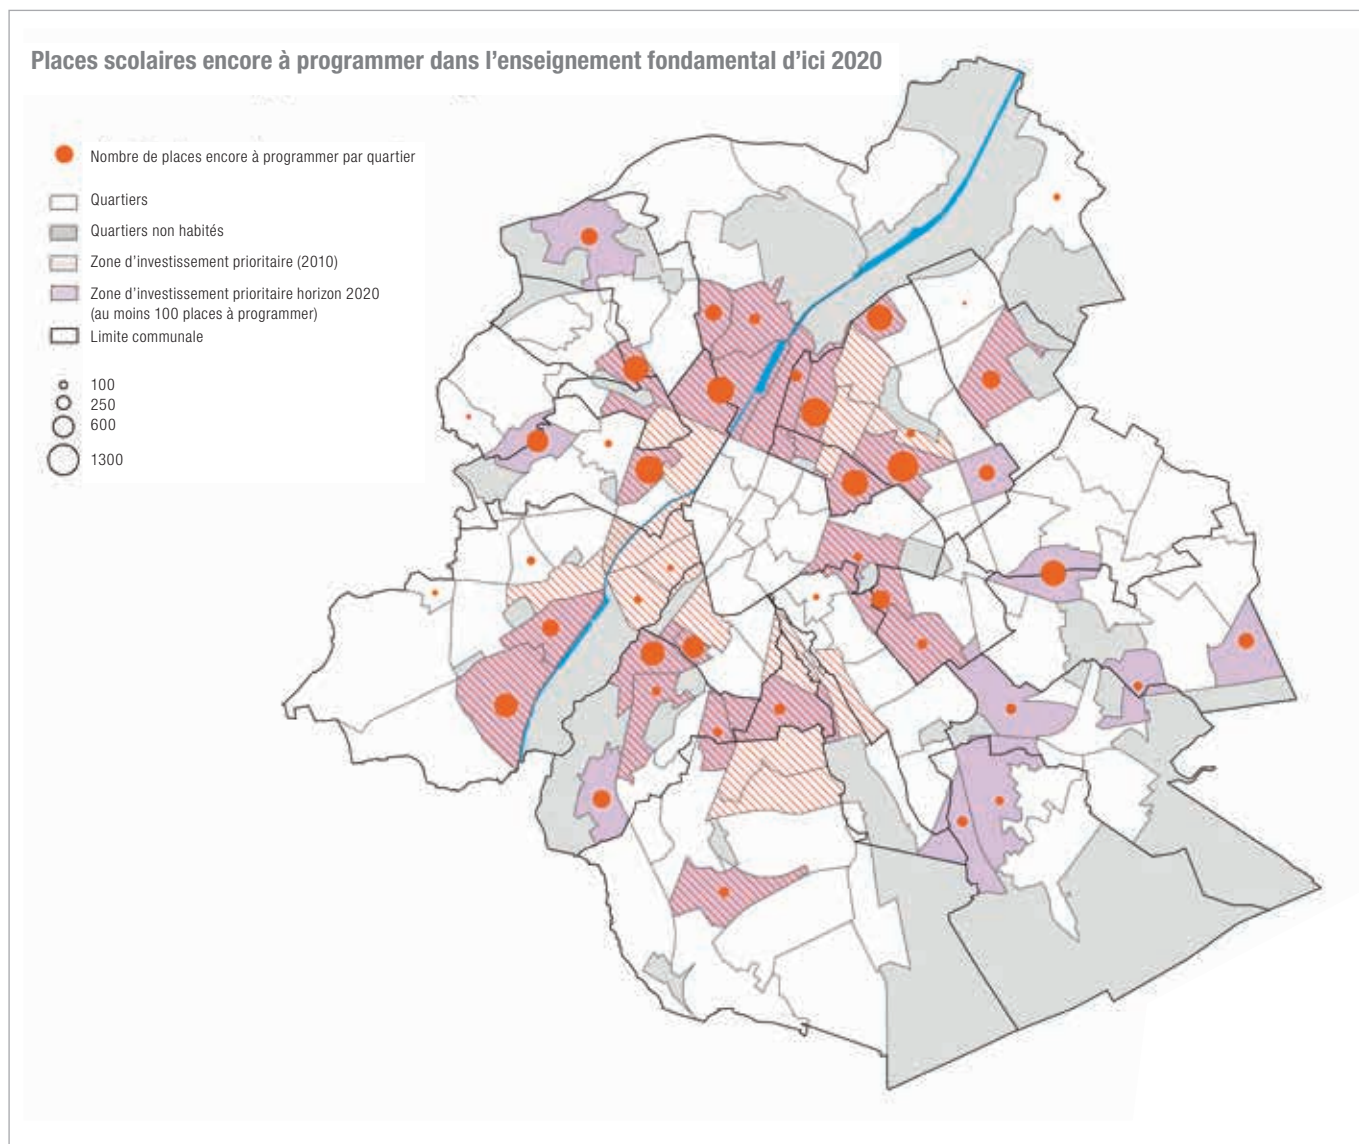 Places scolaires encore à programmer dans l’enseignement fondamental d’ici 2020
Nombre de places encore à programmer par quartier
Quartiers
Quartiers non habités
Zone d’investissement prioritaire (2010)
Zone d’investissement prioritaire horizon 2020
(au moins 100 places à programmer)
Limite communale
100
250
600
1300